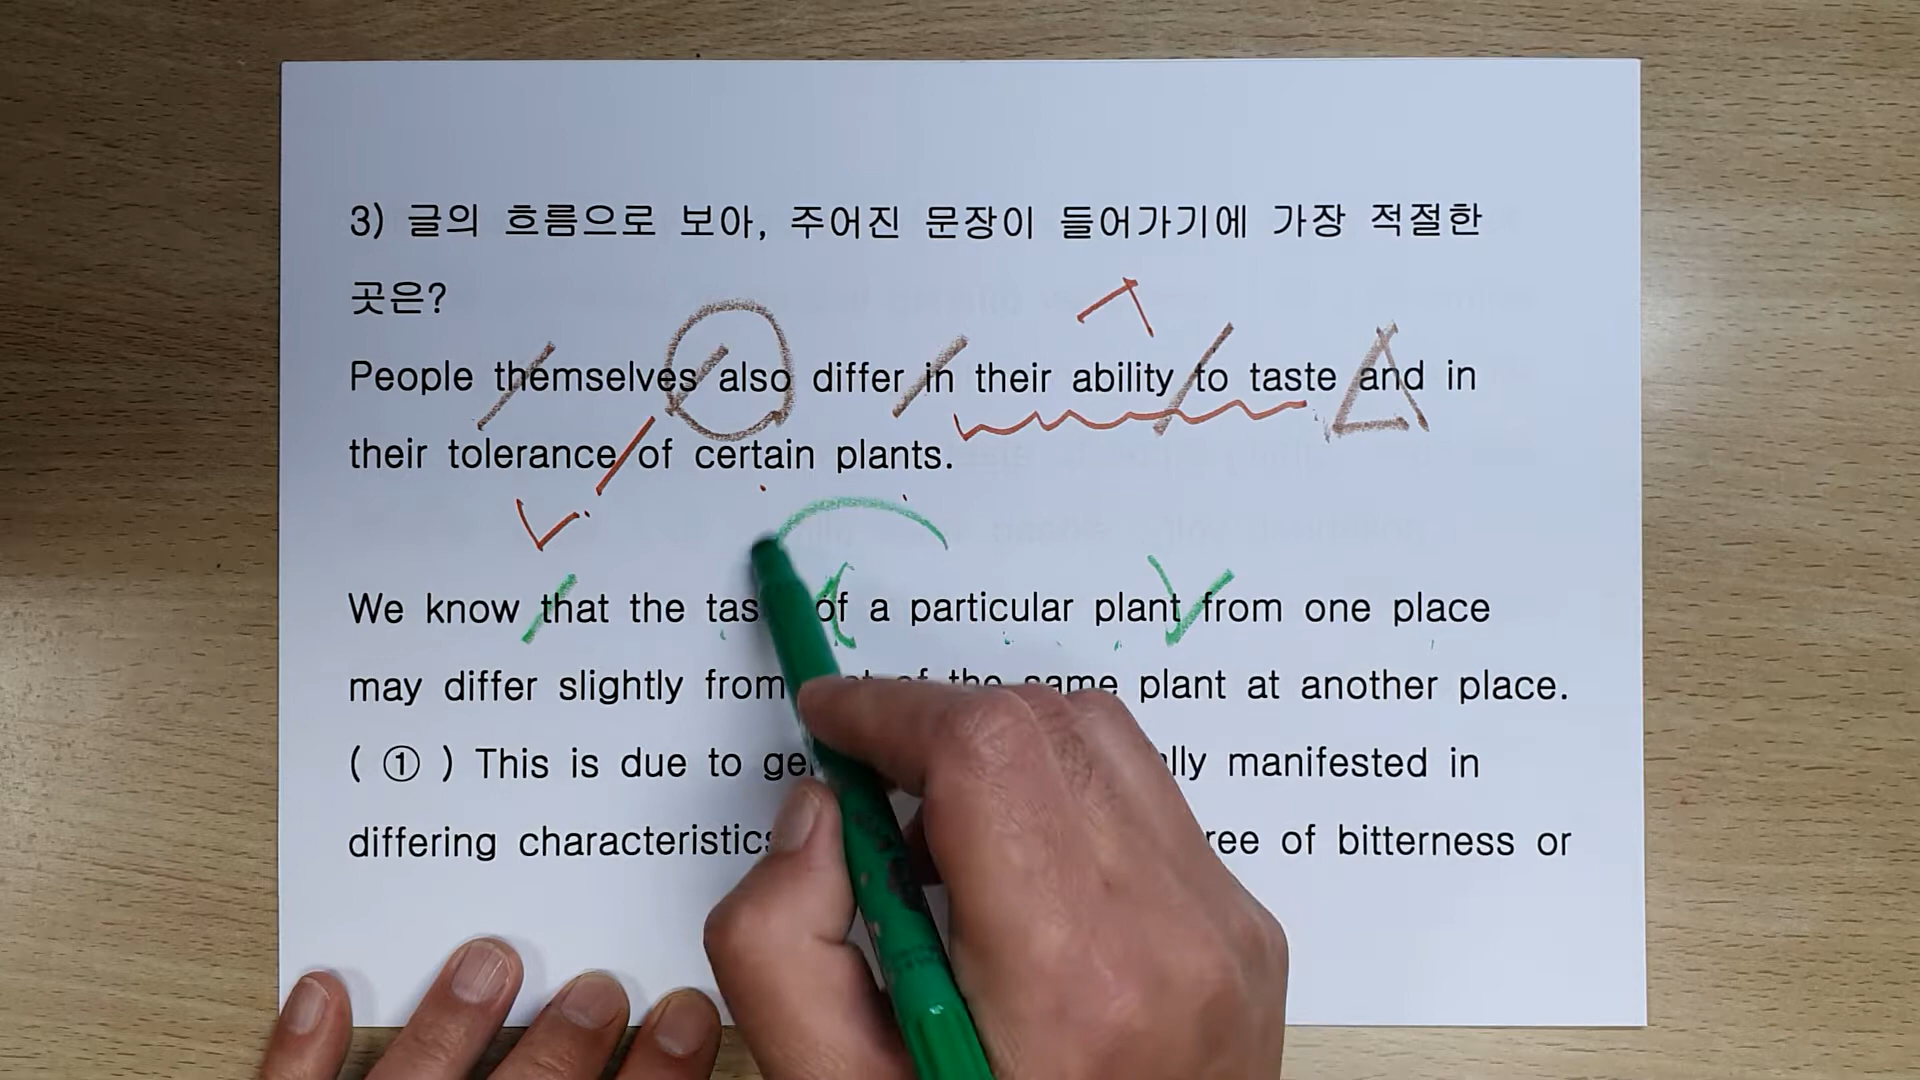 3) 글의 흐름으로 보아, 주어진 문장이 들어가기에 가장 적절한
곳은?
People themselves also differ in their ability to taste and in
their tolerance of certain plants.
We know that the of a particular plant from one place
may differ slightly from of the same plant at another place.
( ① ) This is due to manifested in
differing characteristics of bitterness or